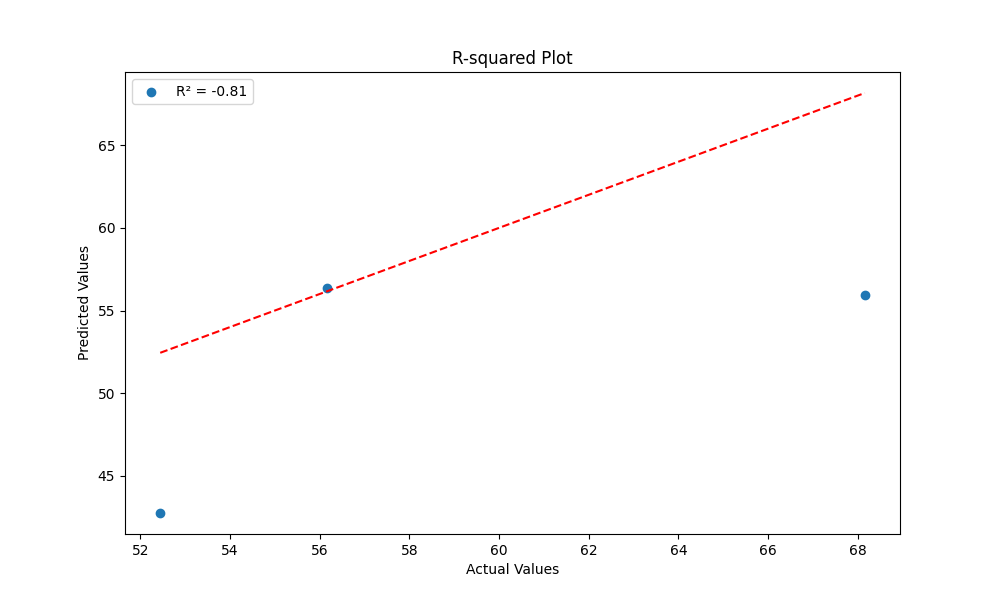 R-squared Plot
R² = -0.81
65
60
55
50
45
Predicted Values
52 54 56 58 60 62 64 66 68
Actual Values